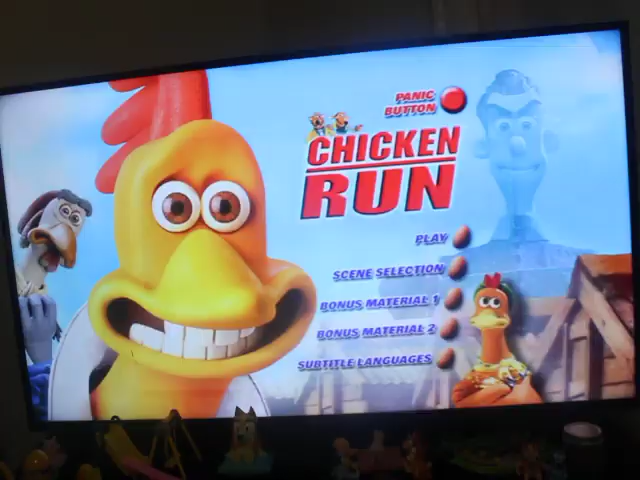 PANIC
BUTTON
CHICKEN
RUN
PLAY
SCENE SELECTION
BONUS MATERIAL 1
BONUS MATERIAL 2
SUBTITLE LANGUAGES